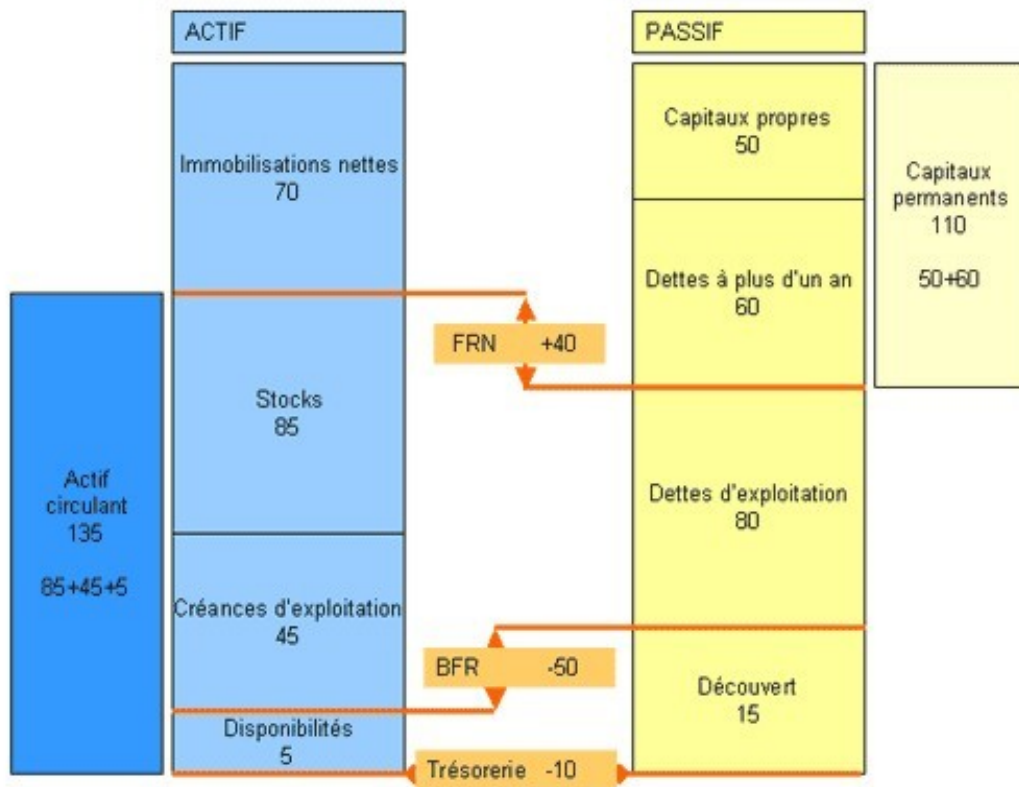 ACTIF
PASSIF
Immobilisations nettes
70
Capitaux propres
50
Capitaux
permanents
110
50+60
Dettes à plus d'un an
60
FRN +40
Stocks
85
Actif
circulant
135
85+45+5
Dettes d'exploitation
80
Créances d'exploitation
45
BFR -50
Découvert
15
Disponibilités
5
Trésorerie -10